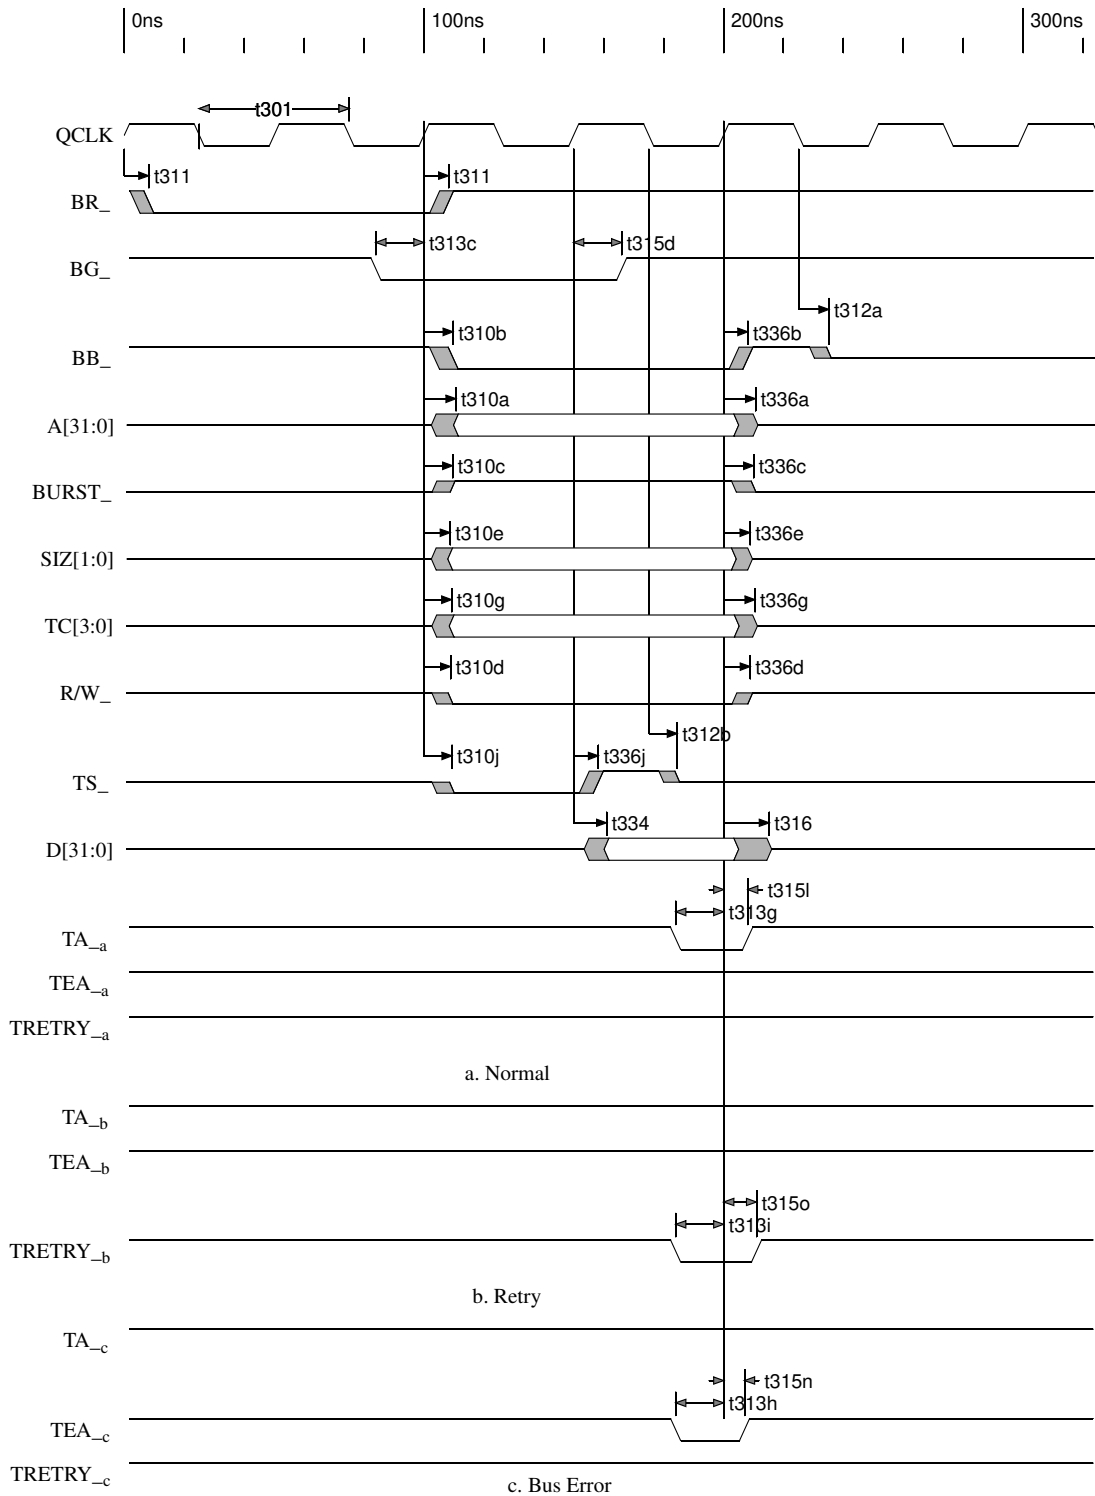 0ns 100ns 200ns 300ns
t301
QCLK
t311 t311
BR_
t313c t315d
BG_
t312a
t310b t336b
BB_
t310a t336a
A[31:0]
t310c t336c
BURST_
t310e t336e
SIZ[1:0]
t310g t336g
TC[3:0]
t310d t336d
R/W_
t312b
t310j t336j
TS_
t334 t316
D[31:0]
t315l
t313g
TA_a
TEA_a
TRETRY_a
a. Normal
TA_b
TEA_b
t315o
t313i
TRETRY_b
b. Retry
TA_c
t315n
t313h
TEA_c
TRETRY_c
c. Bus Error